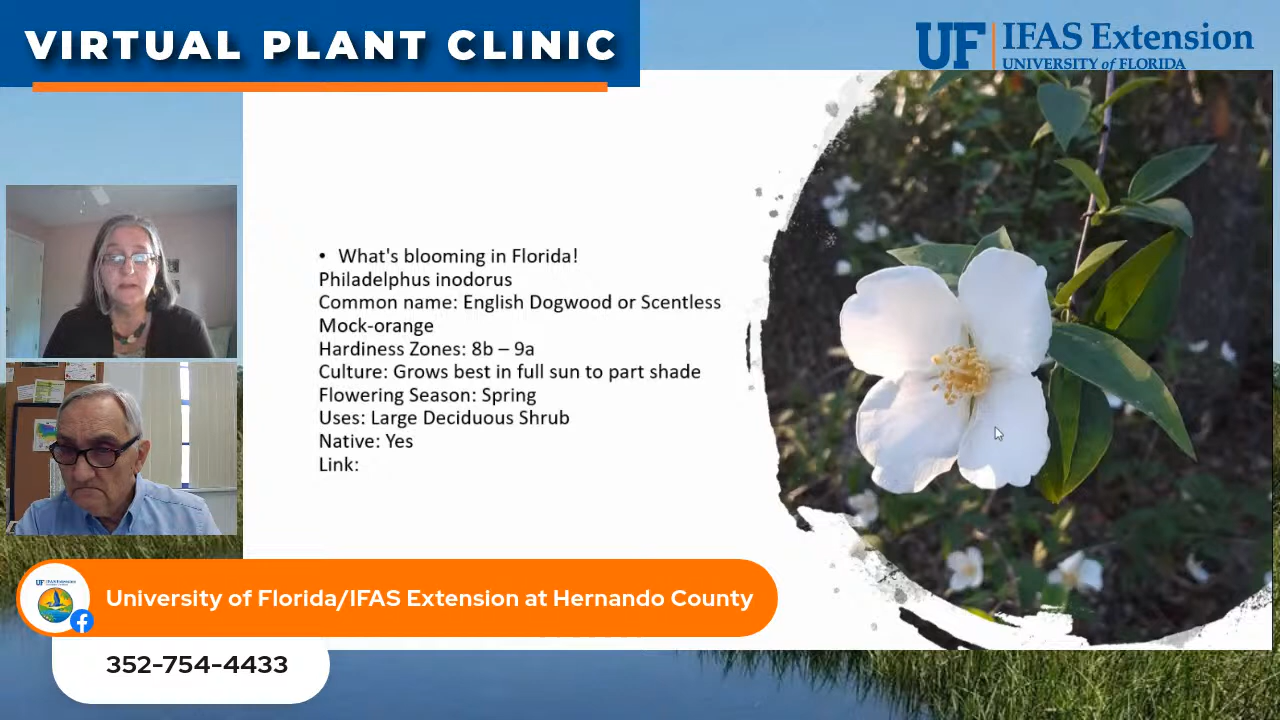 VIRTUAL PLANT CLINIC
UF IFAS Extension
UNIVERSITY of FLORIDA
• What's blooming in Florida!
Philadelphus inodorus
Common name: English Dogwood or Scentless
Mock-orange
Hardiness Zones: 8b – 9a
Culture: Grows best in full sun to part shade
Flowering Season: Spring
Uses: Large Deciduous Shrub
Native: Yes
Link:
UF IFAS Extension
University of Florida/IFAS Extension at Hernando County
352-754-4433